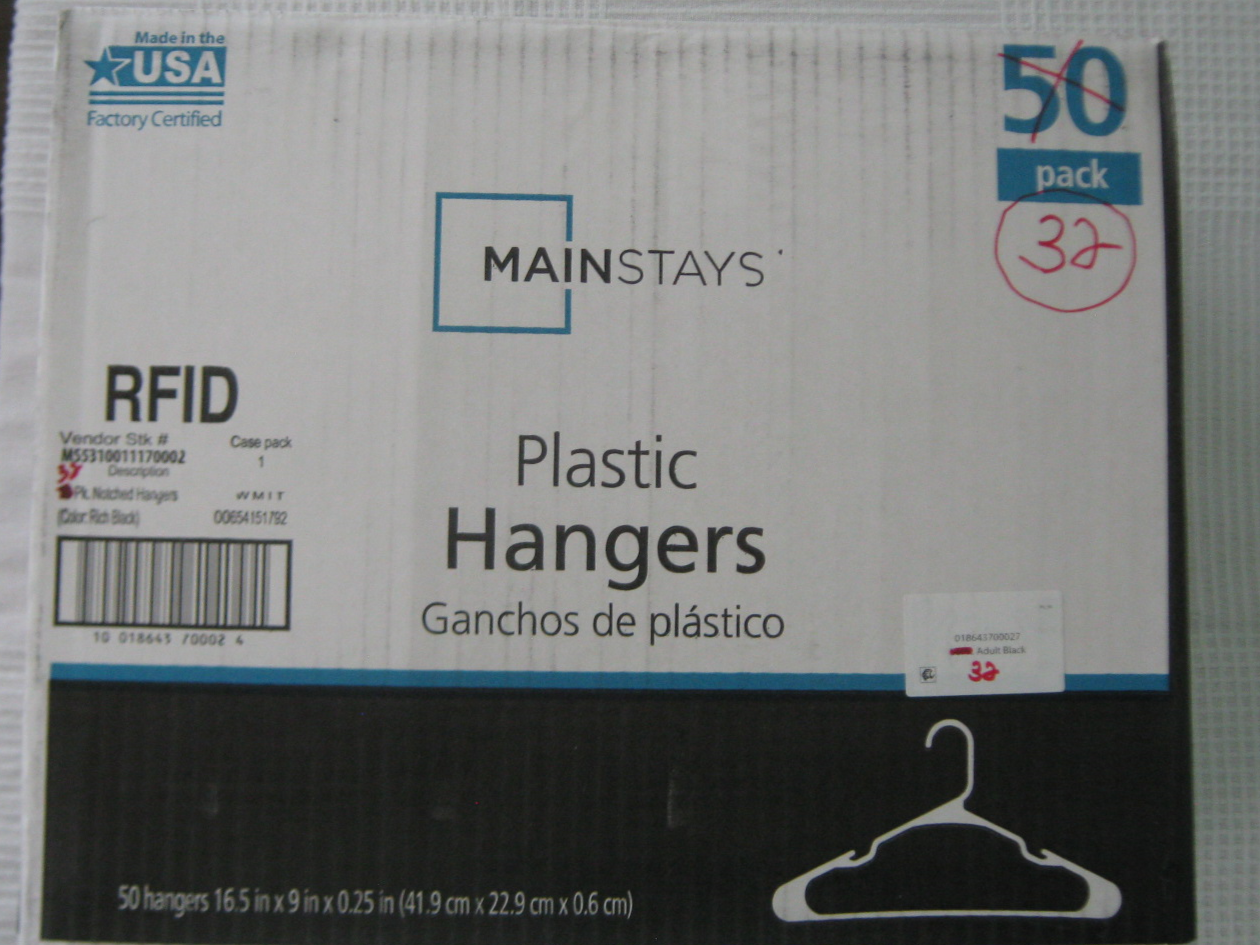 Made in the
USA
Factory Certified
50
pack
32
MAINSTAYS
RFID
Vendor Stk #
Case pack
MS5310011170002
1
32
Description
Pk. Notched Hangers
WMIT
(Color: Rich Black)
00654151792
10 018643 70002 4
Plastic
Hangers
Ganchos de plástico
018643700027
Adult Black
32
50 hangers 16.5 in x 9 in x 0.25 in (41.9 cm x 22.9 cm x 0.6 cm)